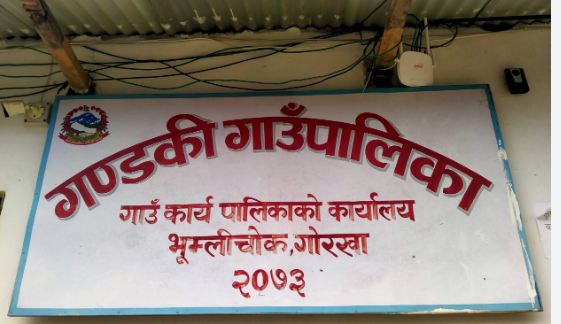 गण्डकी गाउँपालिका
गाउँ कार्य पालिकाको कार्यालय
भूम्लीचोक,गोरखा
२०७३